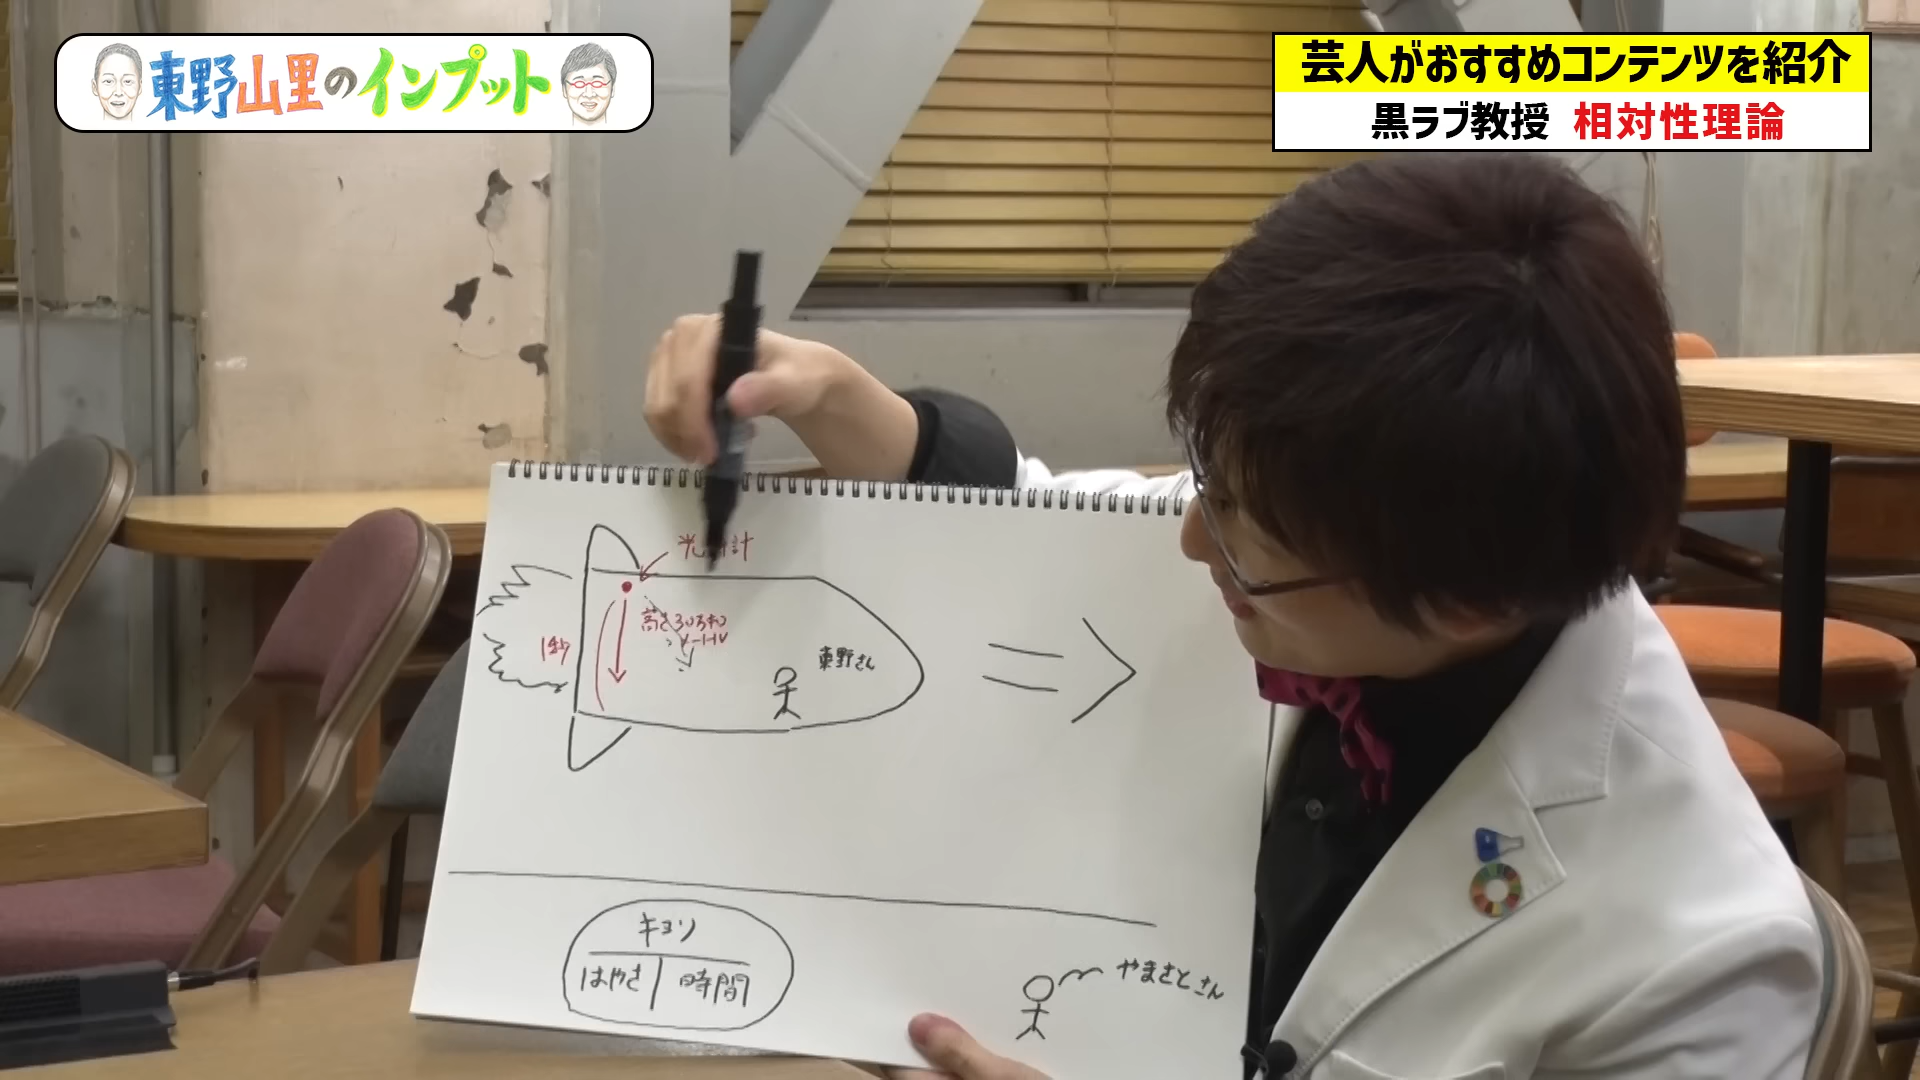 東野山里のインプット
芸人がおすすめコンテンツを紹介
黒ラブ教授 相対性理論
光 計
高さ30万キロ
メートル
1秒
東野さん
キョリ
はやさ 時間
やまさとさん